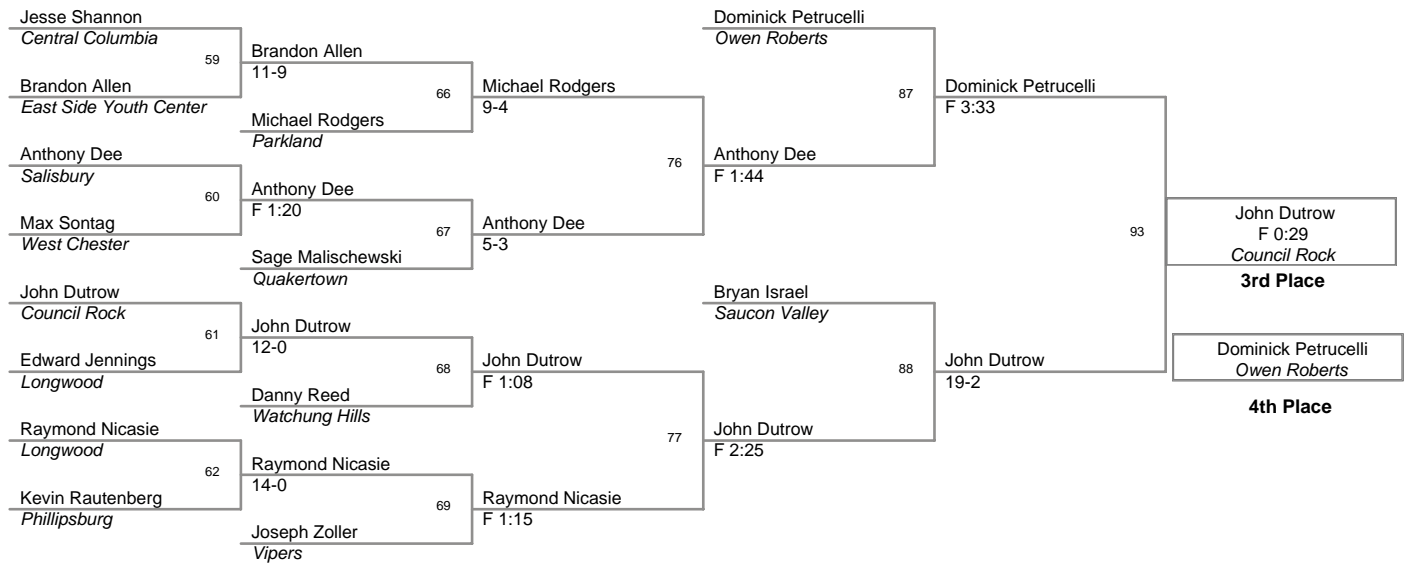 Jesse Shannon
Central Columbia
59
Brandon Allen
East Side Youth Center
Anthony Dee
Salisbury
60
Max Sontag
West Chester
John Dutrow
Council Rock
61
Edward Jennings
Longwood
Raymond Nicasie
Longwood
62
Kevin Rautenberg
Phillipsburg
Brandon Allen
11-9
66
Michael Rodgers
Parkland
Anthony Dee
F 1:20
67
Sage Malischewski
Quakertown
John Dutrow
12-0
68
Danny Reed
Watchung Hills
Raymond Nicasie
14-0
69
Joseph Zoller
Vipers
Michael Rodgers
9-4
76
Anthony Dee
5-3
John Dutrow
F 1:08
77
Raymond Nicasie
F 1:15
Dominick Petrucelli
Owen Roberts
87
Anthony Dee
F 1:44
Bryan Israel
Saucon Valley
88
John Dutrow
F 2:25
Dominick Petrucelli
F 3:33
93
John Dutrow
19-2
John Dutrow
F 0:29
Council Rock
3rd Place
Dominick Petrucelli
Owen Roberts
4th Place